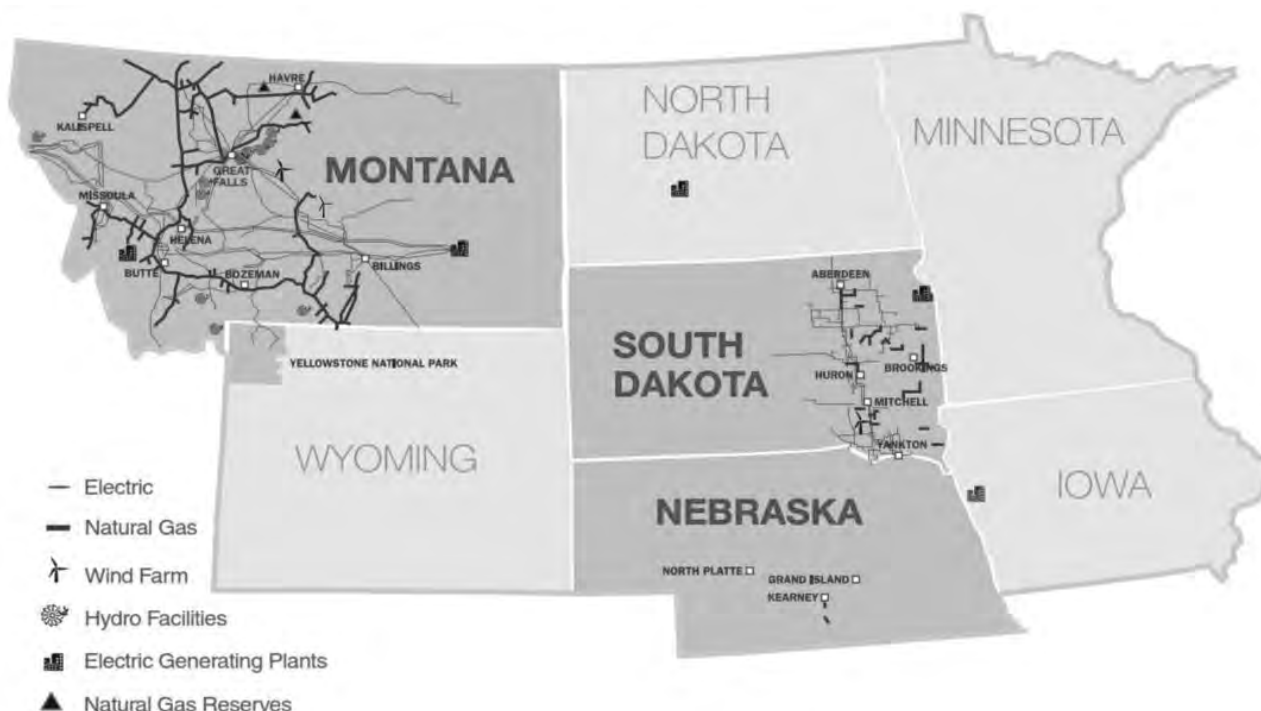 HAVRE
KALISPELL
GREAT
FALLS
MONTANA
MISSOULA
HELENA
BUTTE
BOZEMAN
BILLINGS
NORTH
DAKOTA
MINNESOTA
ABERDEEN
SOUTH
DAKOTA
BROOKINGS
HURON
MITCHELL
YANKTON
YELLOWSTONE NATIONAL PARK
WYOMING
IOWA
NEBRASKA
NORTH PLATTE
GRAND ISLAND
KEARNEY
Electric
Natural Gas
Wind Farm
Hydro Facilities
Electric Generating Plants
Natural Gas Reserves